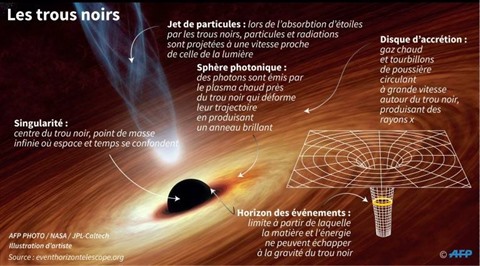 Les trous noirs
Jet de particules : lors de l'absorbtion d'étoiles
par les trous noirs, particules et radiations
sont projetées à une vitesse proche
de celle de la lumière
Sphère photonique :
des photons sont émis par
le plasma chaud près
du trou noir qui déforme
leur trajectoire
en produisant
un anneau brillant
Disque d'accrétion :
gaz chaud
et tourbillons
de poussière
circulant
à grande vitesse
autour du trou noir,
produisant des
rayons x
Singularité :
centre du trou noir, point de masse
infinie où espace et temps se confondent
Horizon des événements :
limite à partir de laquelle
la matière et l'énergie
ne peuvent échapper
à la gravité du trou noir
AFP PHOTO / NASA / JPL-Caltech
Illustration d'artiste
Source : eventhorizontelescope.org
© AFP